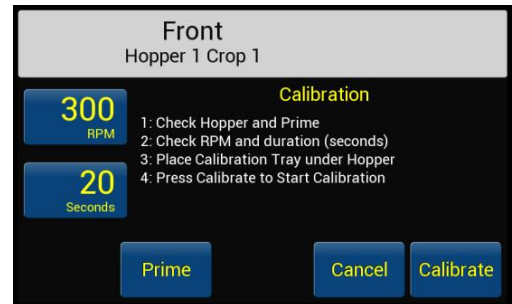 Front
Hopper 1 Crop 1
300
RPM
20
Seconds
Calibration
1: Check Hopper and Prime
2: Check RPM and duration (seconds)
3: Place Calibration Tray under Hopper
4: Press Calibrate to Start Calibration
Prime
Cancel
Calibrate